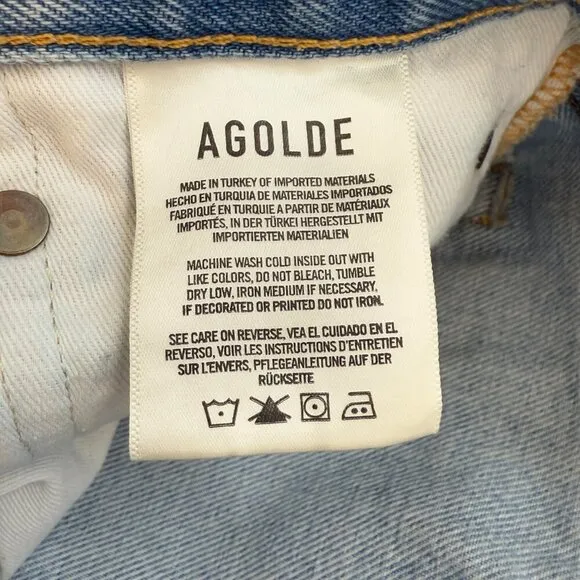 AGOLDE
MADE IN TURKEY OF IMPORTED MATERIALS
HECHO EN TURQUIA DE MATERIALES IMPORTADOS
FABRIQUÉ EN TURQUIE A PARTIR DE MATÉRIAUX
IMPORTÉS, IN DER TÜRKEI HERGESTELLT MIT
IMPORTIERTEN MATERIALIEN
MACHINE WASH COLD INSIDE OUT WITH
LIKE COLORS, DO NOT BLEACH, TUMBLE
DRY LOW, IRON MEDIUM IF NECESSARY.
IF DECORATED OR PRINTED DO NOT IRON.
SEE CARE ON REVERSE, VEA EL CUIDADO EN EL
REVERSO, VOIR LES INSTRUCTIONS D'ENTRETIEN
SUR L'ENVERS, PFLEGEANLEITUNG AUF DER
RÜCKSEITE